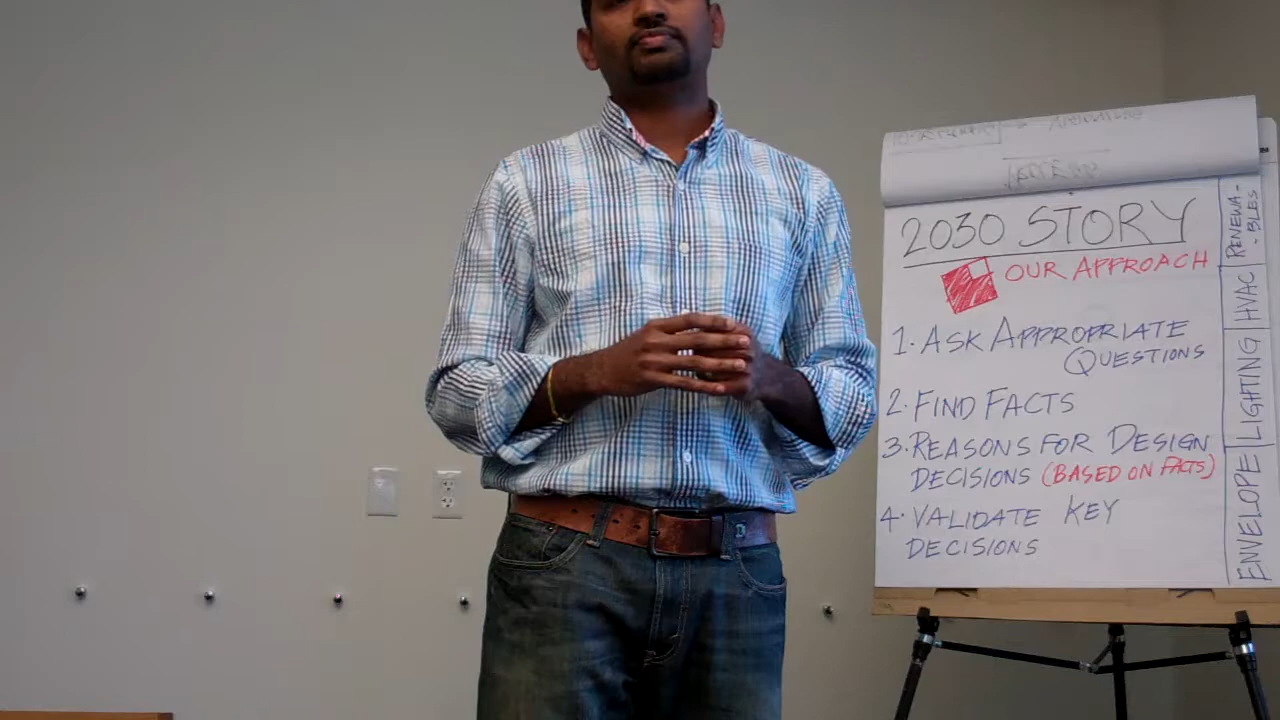 2030 STORY
OUR APPROACH
1. ASK APPROPRIATE
QUESTIONS
2. FIND FACTS
3. REASONS FOR DESIGN
DECISIONS (BASED ON FACTS)
4. VALIDATE KEY
DECISIONS
RENEWA-
-BLES
HVAC
LIGHTING
ENVELOPE